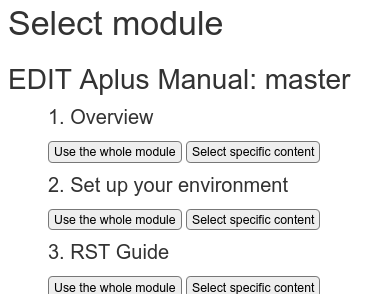 Select module
EDIT Aplus Manual: master
1. Overview
Use the whole module Select specific content
2. Set up your environment
Use the whole module Select specific content
3. RST Guide
Use the whole module Select specific content